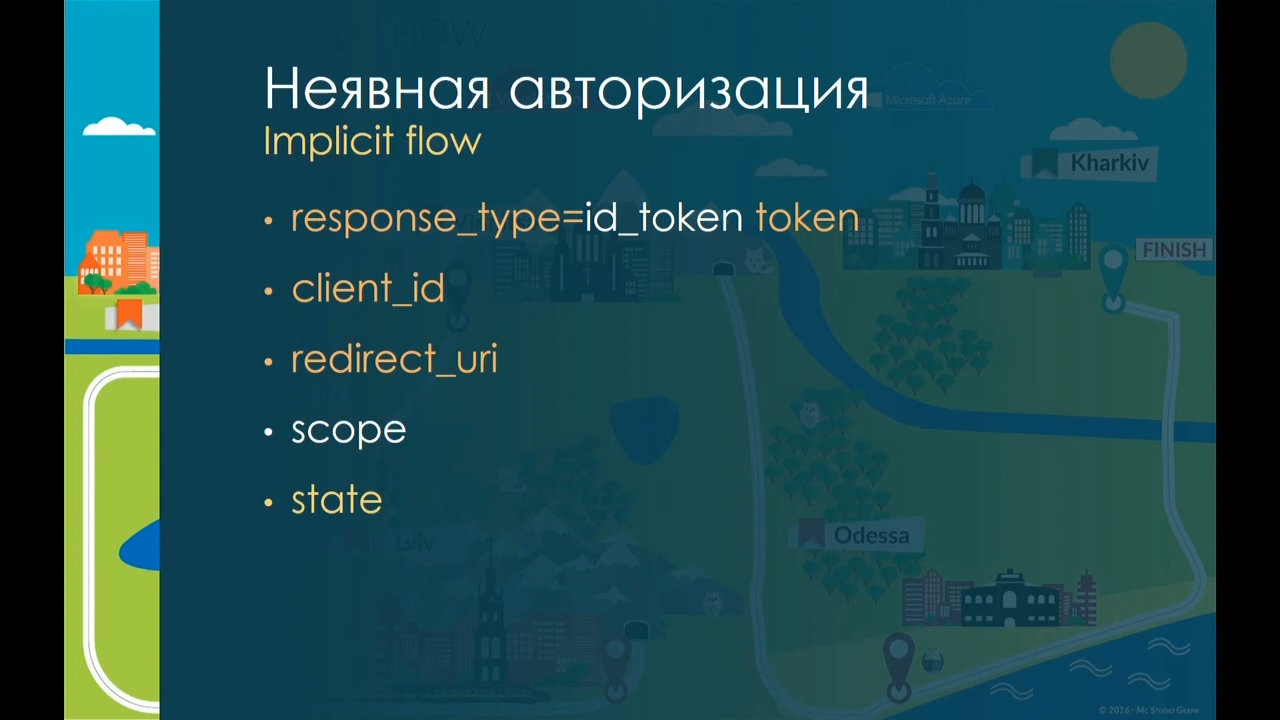 Неявная авторизация
Implicit flow
• response_type=id_token token
• client_id
• redirect_uri
• scope
• state
Microsoft Azure
Kharkiv
FINISH
Lviv
Odessa
© 2016 - Mc Studio Graph